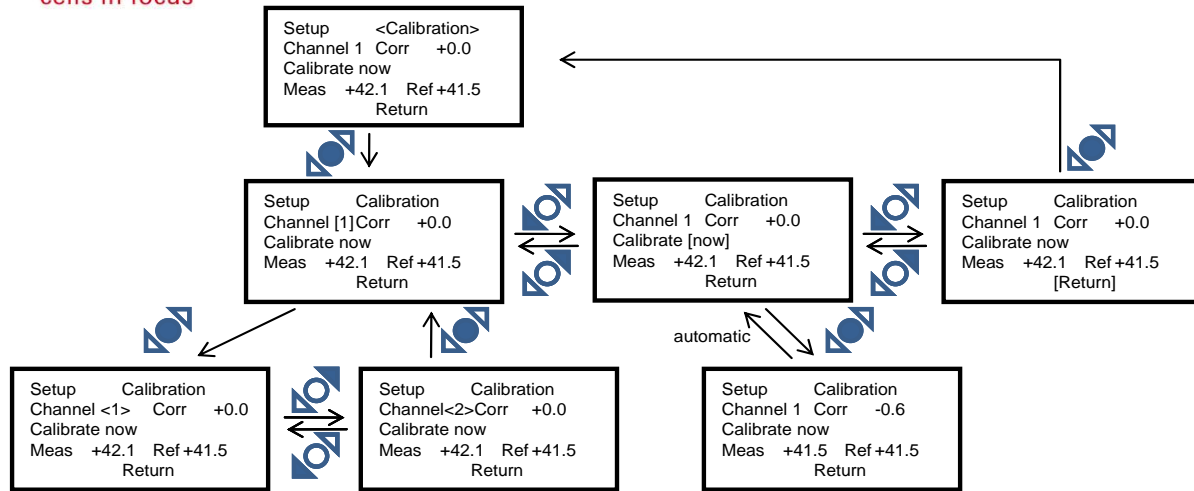 cells in focus
Setup <Calibration>
Channel 1 Corr +0.0
Calibrate now
Meas +42.1 Ref +41.5
Return
Setup Calibration
Channel [1] Corr +0.0
Calibrate now
Meas +42.1 Ref +41.5
Return
Setup Calibration
Channel 1 Corr +0.0
Calibrate [now]
Meas +42.1 Ref +41.5
Return
Setup Calibration
Channel 1 Corr +0.0
Calibrate now
Meas +42.1 Ref +41.5
[Return]
automatic
Setup Calibration
Channel <1> Corr +0.0
Calibrate now
Meas +42.1 Ref +41.5
Return
Setup Calibration
Channel<2>Corr +0.0
Calibrate now
Meas +42.1 Ref +41.5
Return
Setup Calibration
Channel 1 Corr -0.6
Calibrate now
Meas +41.5 Ref +41.5
Return